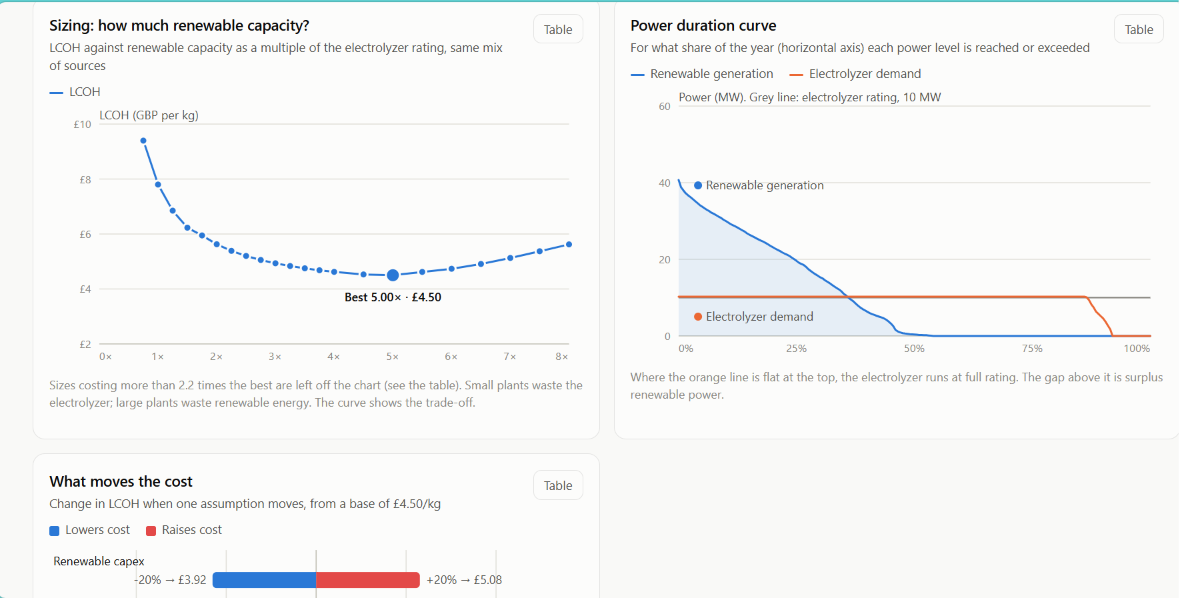 Sizing: how much renewable capacity?
Table
LCOH against renewable capacity as a multiple of the electrolyzer rating, same mix
of sources
LCOH
LCOH (GBP per kg)
£10
£8
£6
£4
£2
Best 5.00× · £4.50
0×
1×
2×
3×
4×
5×
6×
7×
8×
Sizes costing more than 2.2 times the best are left off the chart (see the table). Small plants waste the
electrolyzer; large plants waste renewable energy. The curve shows the trade-off.
Power duration curve
Table
For what share of the year (horizontal axis) each power level is reached or exceeded
Renewable generation
Electrolyzer demand
Power (MW). Grey line: electrolyzer rating, 10 MW
60
40
20
0
Renewable generation
Electrolyzer demand
0%
25%
50%
75%
100%
Where the orange line is flat at the top, the electrolyzer runs at full rating. The gap above it is surplus
renewable power.
What moves the cost
Table
Change in LCOH when one assumption moves, from a base of £4.50/kg
Lowers cost
Raises cost
Renewable capex
-20% → £3.92
+20% → £5.08